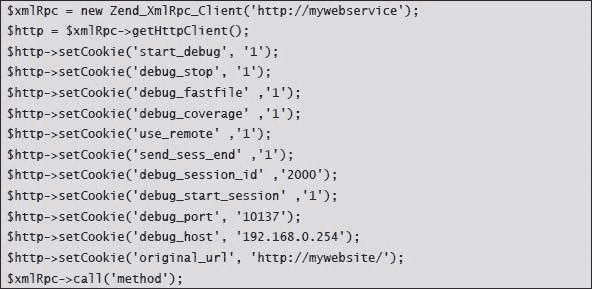 $xmlRpc = new Zend_XmlRpc_Client('http://mywebservice');
$http = $xmlRpc->getHttpClient();
$http->setCookie('start_debug', '1');
$http->setCookie('debug_stop', '1');
$http->setCookie('debug_fastfile' ,'1');
$http->setCookie('debug_coverage' ,'1');
$http->setCookie('use_remote' ,'1');
$http->setCookie('send_sess_end' ,'1');
$http->setCookie('debug_session_id' ,'2000');
$http->setCookie('debug_start_session' ,'1');
$http->setCookie('debug_port', '10137');
$http->setCookie('debug_host', '192.168.0.254');
$http->setCookie('original_url', 'http://mywebsite/');
$xmlRpc->call('method');